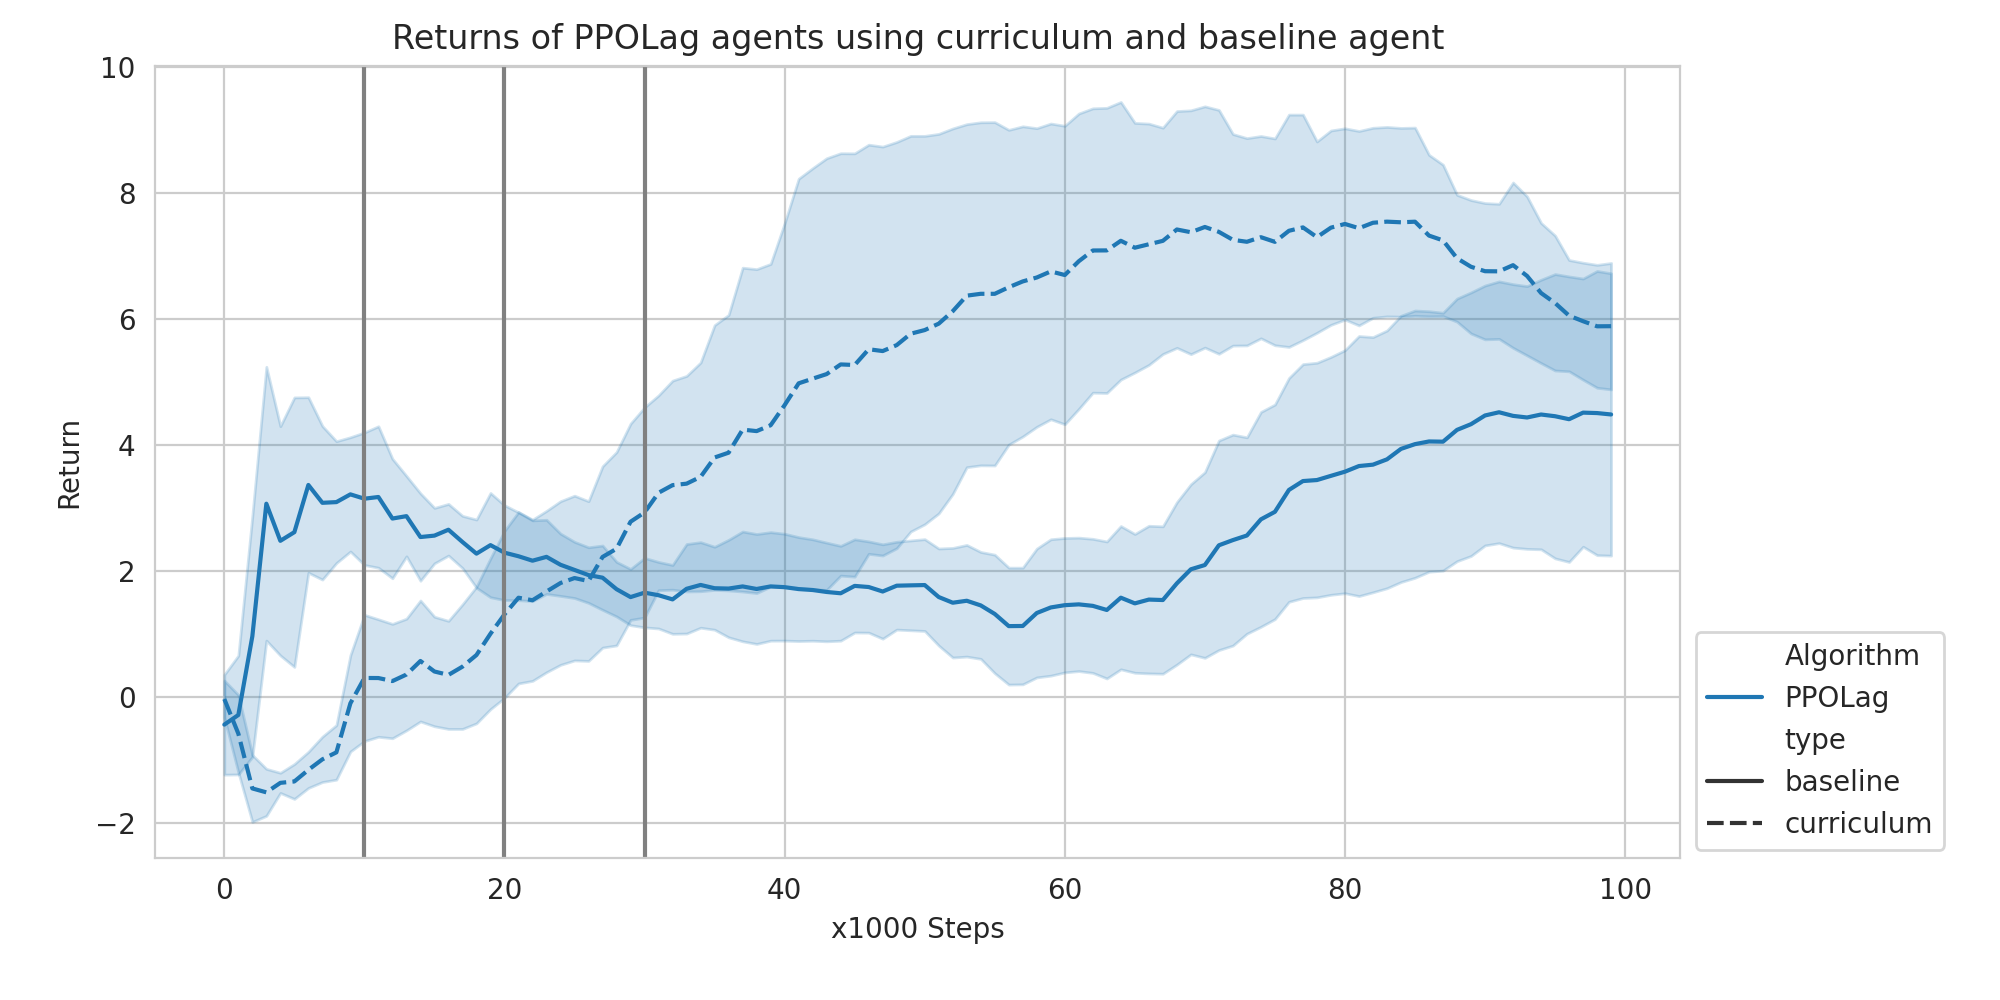 Returns of PPOLag agents using curriculum and baseline agent
10
8
6
4
2
0
−2
Return
0 20 40 60 80 100
x1000 Steps
Algorithm
PPOLag
type
baseline
curriculum